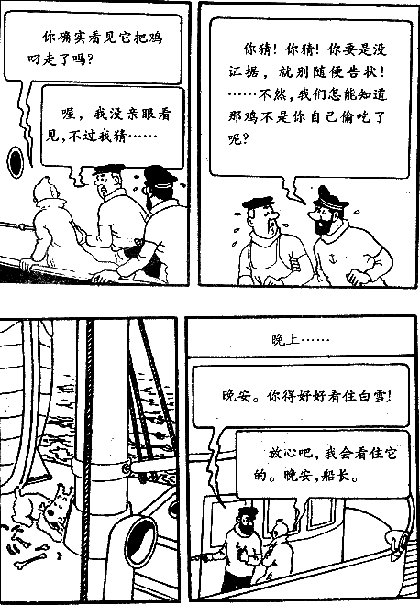 你确实看见它把鸡
叼走了吗？
喔，我没亲眼看
见，不过我猜……
你猜！你猜！你要是没
证据，就别随便告状！
……不然，我们怎能知道
那鸡不是你自己偷吃了
呢？
晚上……
晚安。你得好好看住白雪！
放心吧，我会看住它
的。晚安，船长。